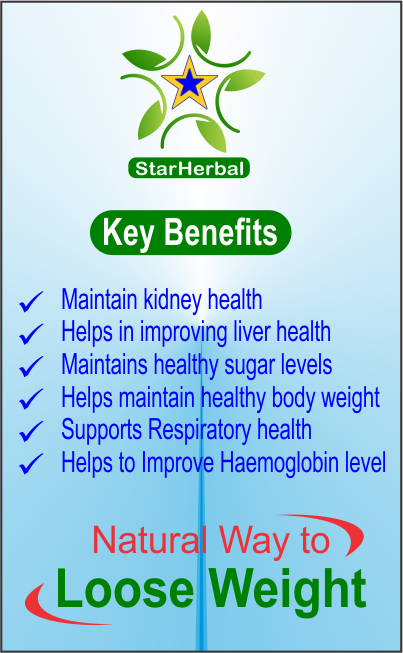 StarHerbal
Key Benefits
Maintain kidney health
Helps in improving liver health
Maintains healthy sugar levels
Helps maintain healthy body weight
Supports Respiratory health
Helps to Improve Haemoglobin level
Natural Way to
Loose Weight